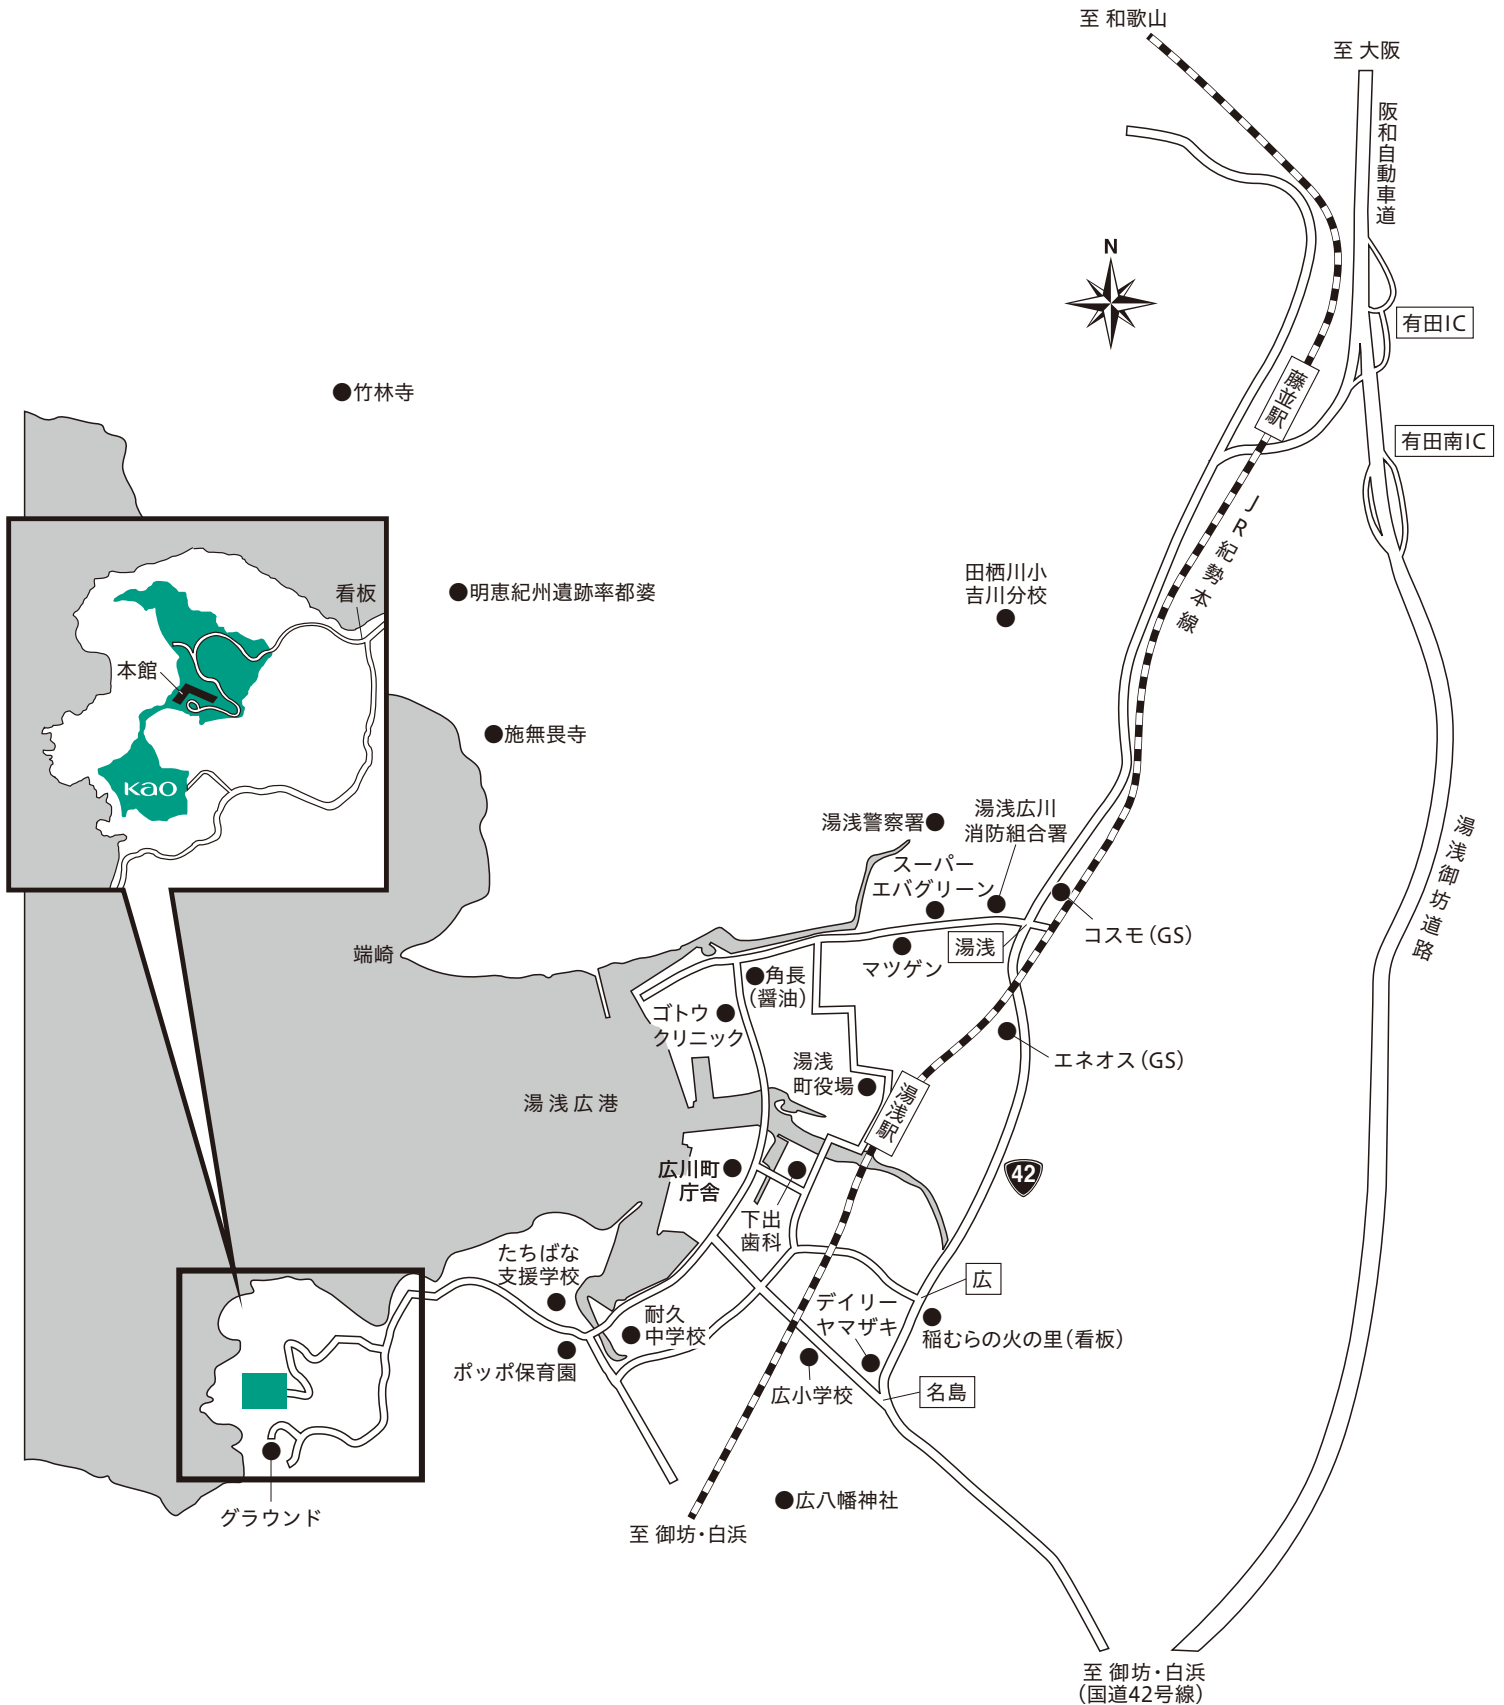 至 和歌山
至 大阪
阪和自動車道
N
有田IC
藤並駅
竹林寺
有田南IC
JR紀勢本線
田栖川小
吉川分校
看板
明恵紀州遺跡率都婆
本館
施無畏寺
Kao
湯浅警察署
湯浅広川
消防組合署
スーパー
エバグリーン
湯浅御坊道路
コスモ(GS)
湯浅
マツゲン
端崎
角長
(醤油)
ゴトウ
クリニック
エネオス(GS)
湯浅
町役場
湯浅広港
湯浅駅
広川町
庁舎
42
下出
歯科
たちばな
支援学校
広
デイリー
ヤマザキ
耐久
中学校
稲むらの火の里(看板)
ポッポ保育園
広小学校
名島
グラウンド
広八幡神社
至 御坊・白浜
至 御坊・白浜
(国道42号線)